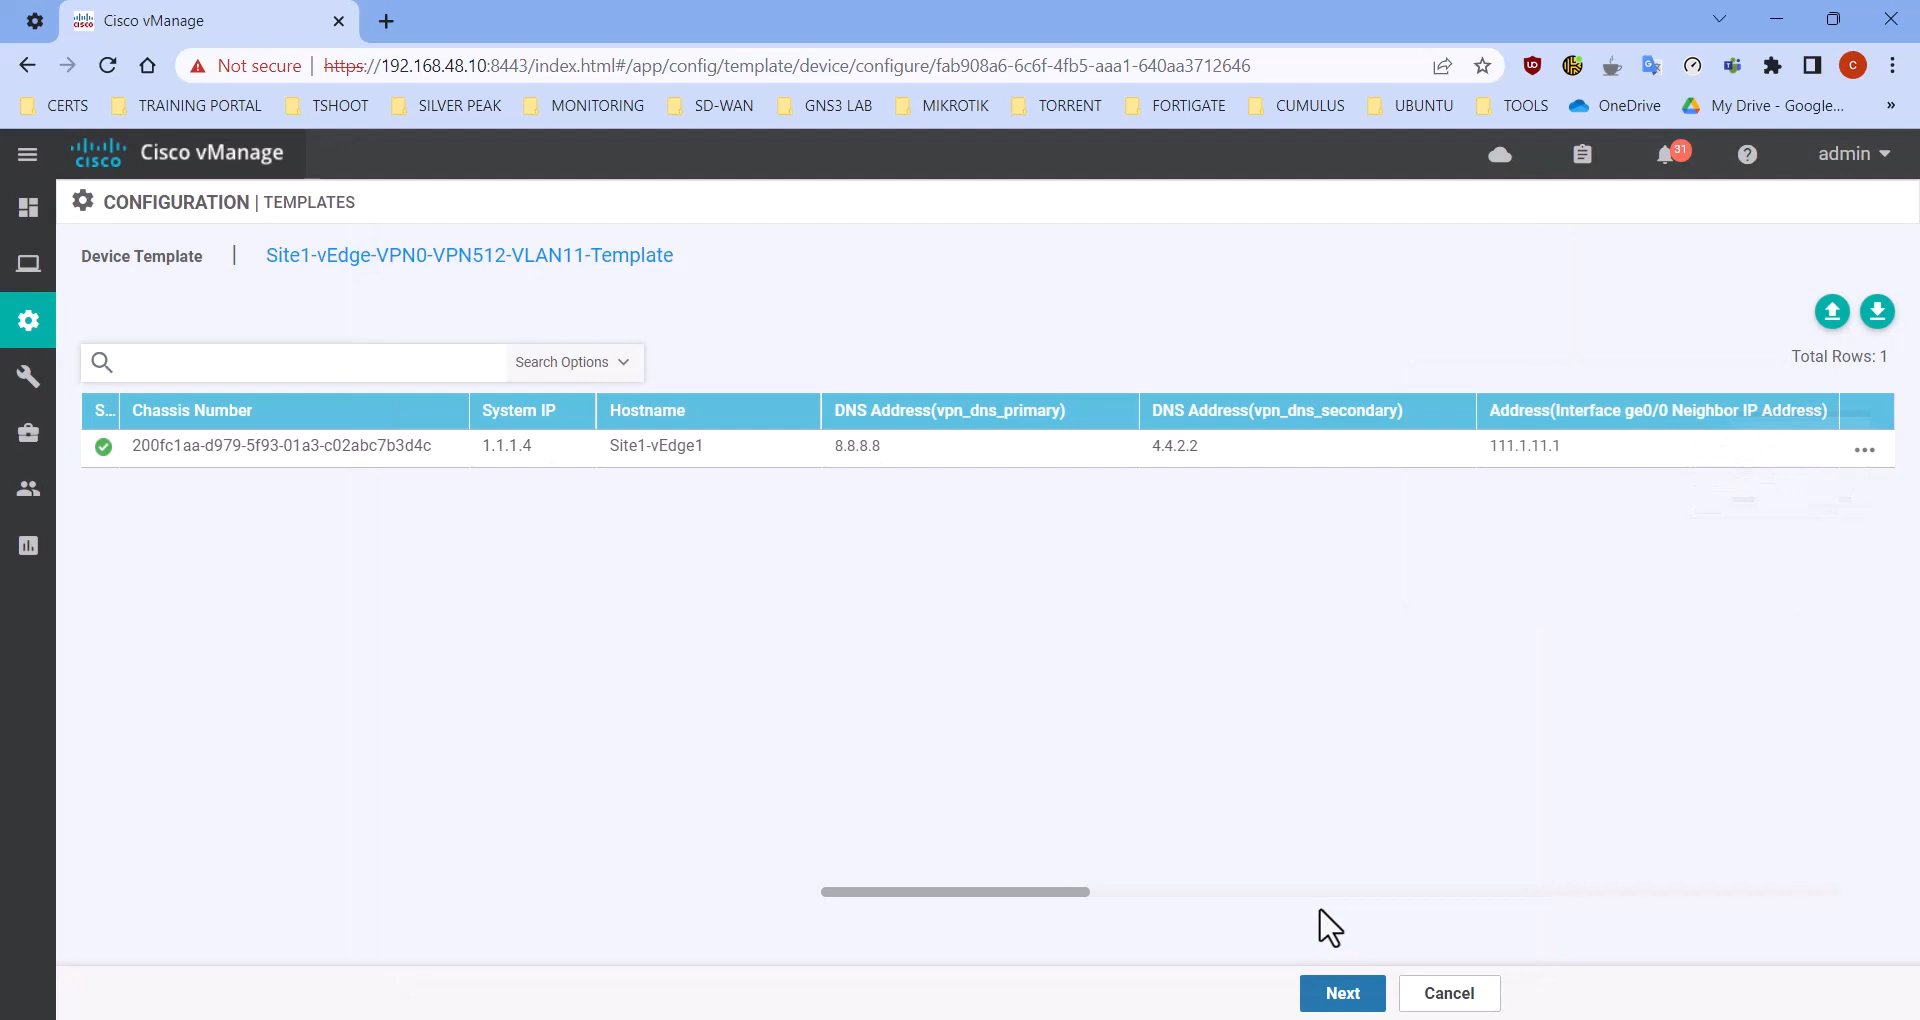 Cisco vManage
Not secure | https://192.168.48.10:8443/index.html#/app/config/template/device/configure/fab908a6-6c6f-4fb5-aaa1-640aa3712646
CERTS TRAINING PORTAL TSHOOT SILVER PEAK MONITORING SD-WAN GNS3 LAB MIKROTIK TORRENT FORTIGATE CUMULUS UBUNTU TOOLS OneDrive My Drive - Google... »
cisco Cisco vManage 31 admin
CONFIGURATION | TEMPLATES
Device Template | Site1-vEdge-VPN0-VPN512-VLAN11-Template
Search Options
Total Rows: 1
S... Chassis Number System IP Hostname DNS Address(vpn_dns_primary) DNS Address(vpn_dns_secondary) Address(Interface ge0/0 Neighbor IP Address)
200fc1aa-d979-5f93-01a3-c02abc7b3d4c 1.1.1.4 Site1-vEdge1 8.8.8.8 4.4.2.2 111.1.11.1 •••
Next Cancel